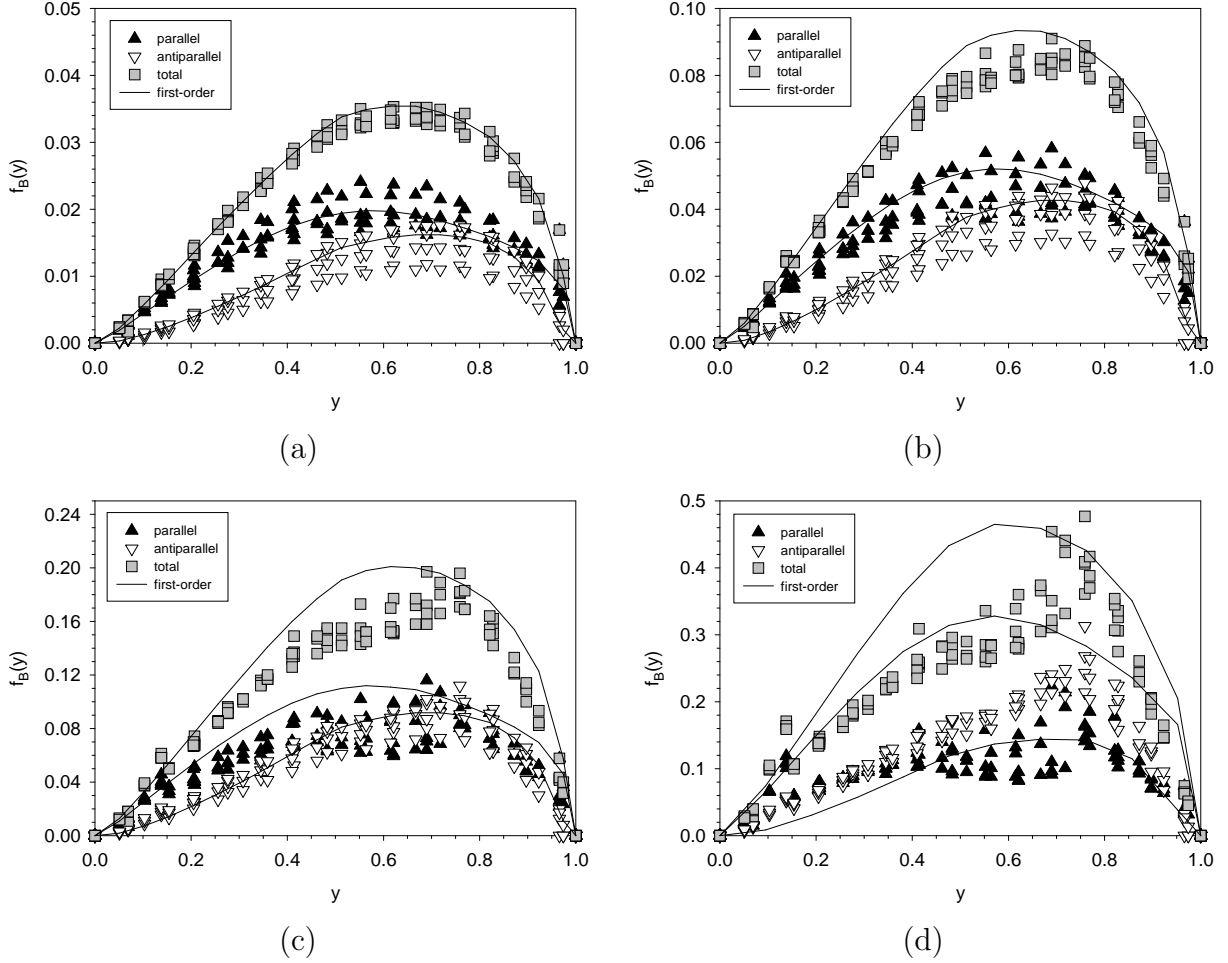 0.05
0.04
0.03
0.02
0.01
0.00
f_B(y)
parallel
antiparallel
total
first-order
0.0 0.2 0.4 0.6 0.8 1.0
y
(a)
0.10
0.08
0.06
0.04
0.02
0.00
f_B(y)
parallel
antiparallel
total
first-order
0.0 0.2 0.4 0.6 0.8 1.0
y
(b)
0.24
0.20
0.16
0.12
0.08
0.04
0.00
f_B(y)
parallel
antiparallel
total
first-order
0.0 0.2 0.4 0.6 0.8 1.0
y
(c)
0.5
0.4
0.3
0.2
0.1
0.0
f_B(y)
parallel
antiparallel
total
first-order
0.0 0.2 0.4 0.6 0.8 1.0
y
(d)